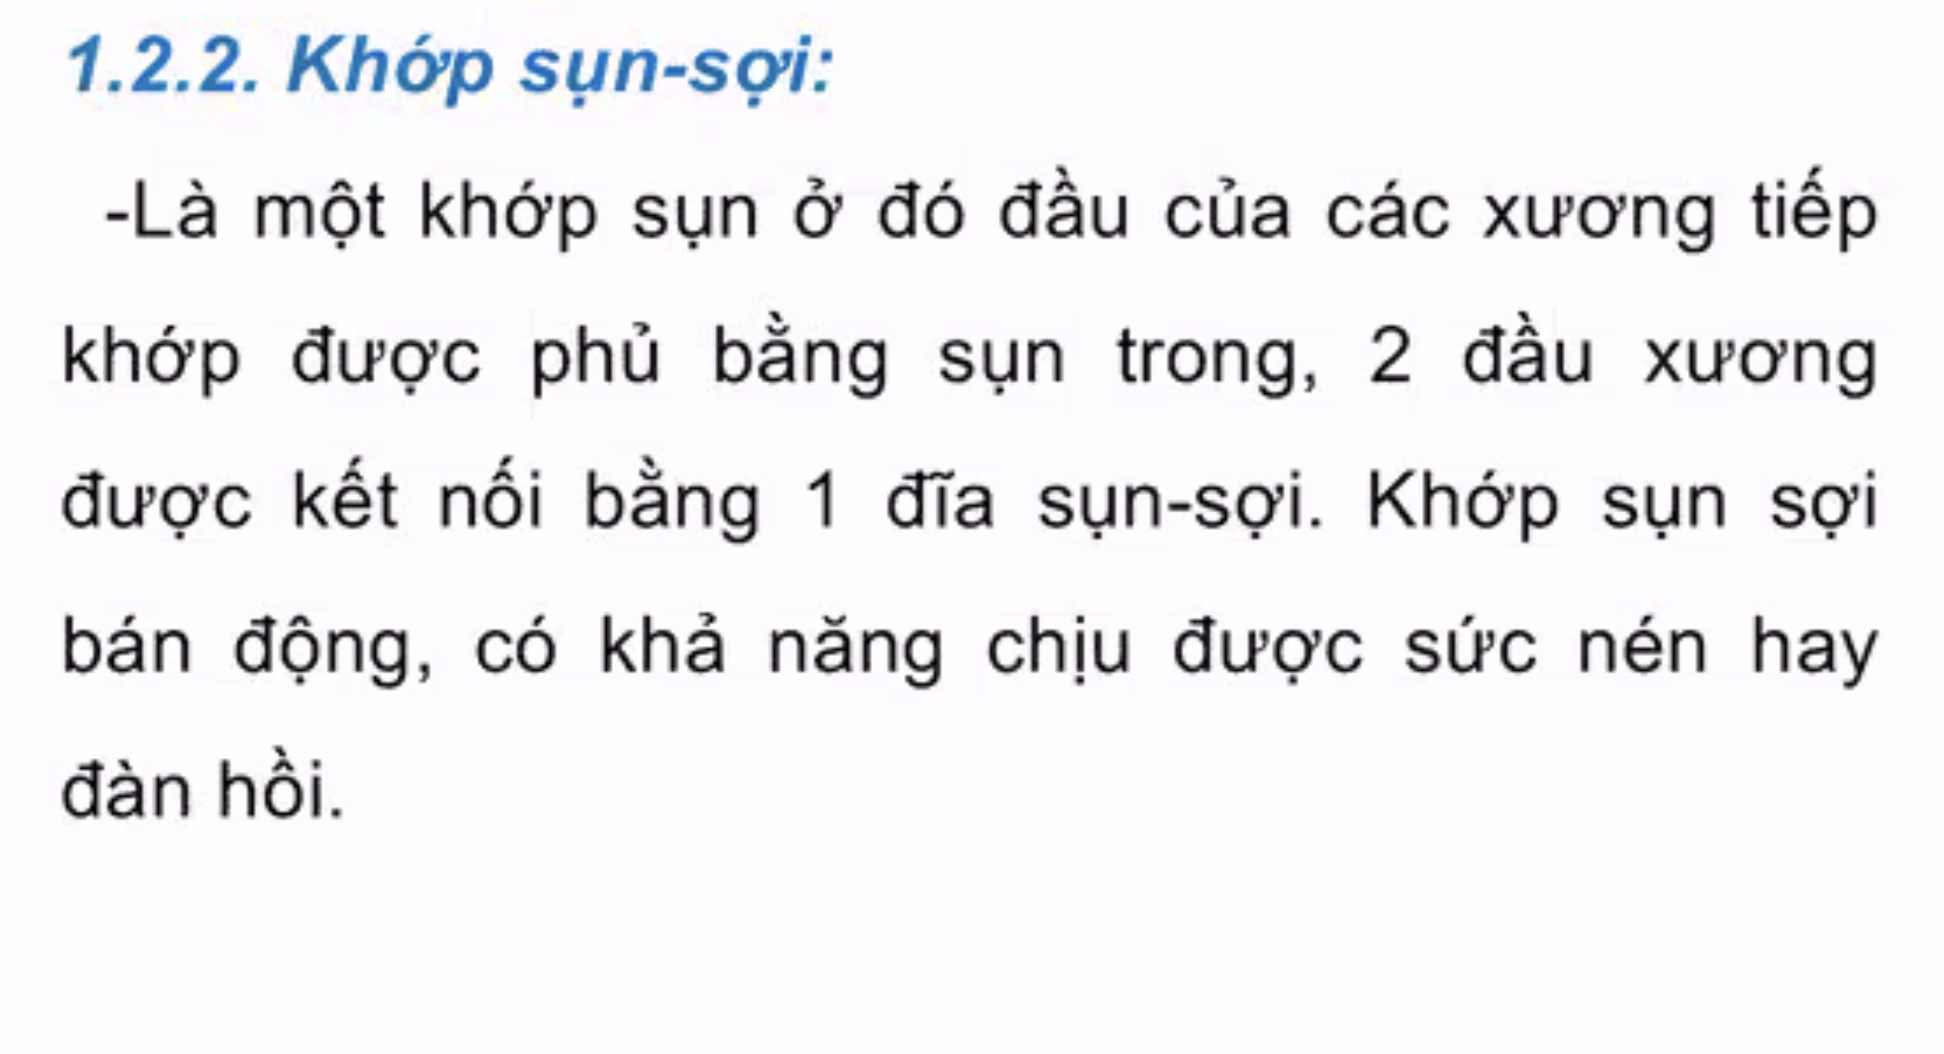 1.2.2. Khớp sụn-sợi:
-Là một khớp sụn ở đó đầu của các xương tiếp
khớp được phủ bằng sụn trong, 2 đầu xương
được kết nối bằng 1 đĩa sụn-sợi. Khớp sụn sợi
bán động, có khả năng chịu được sức nén hay
đàn hồi.